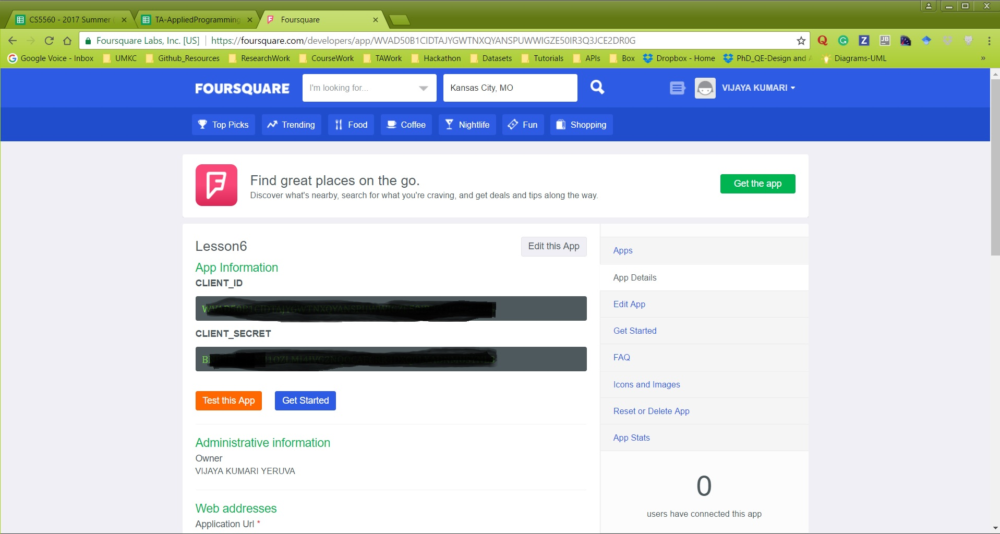 CS5560 - 2017 Summer
TA-AppliedProgramming
Foursquare
Foursquare Labs, Inc. [US]
https://foursquare.com/developers/app/WVAD50B1CIDTAJYGWTNXQYANSPUWWIGZE50IR3Q3JCE2DR0G
Google Voice - Inbox UMKC Github_Resources ResearchWork CourseWork TAWork Hackathon Datasets Tutorials APIs Box Dropbox - Home PhD_QE-Design and Diagrams-UML »
FOURSQUARE
I'm looking for...
Kansas City, MO
VIJAYA KUMARI
Top Picks Trending Food Coffee Nightlife Fun Shopping
Find great places on the go.
Discover what's nearby, search for what you're craving, and get deals and tips along the way.
Get the app
Lesson6
Edit this App
App Information
CLIENT_ID
CLIENT_SECRET
Test this App
Get Started
Administrative information
Owner
VIJAYA KUMARI YERUVA
Web addresses
Application Url *
Apps
App Details
Edit App
Get Started
FAQ
Icons and Images
Reset or Delete App
App Stats
0
users have connected this app